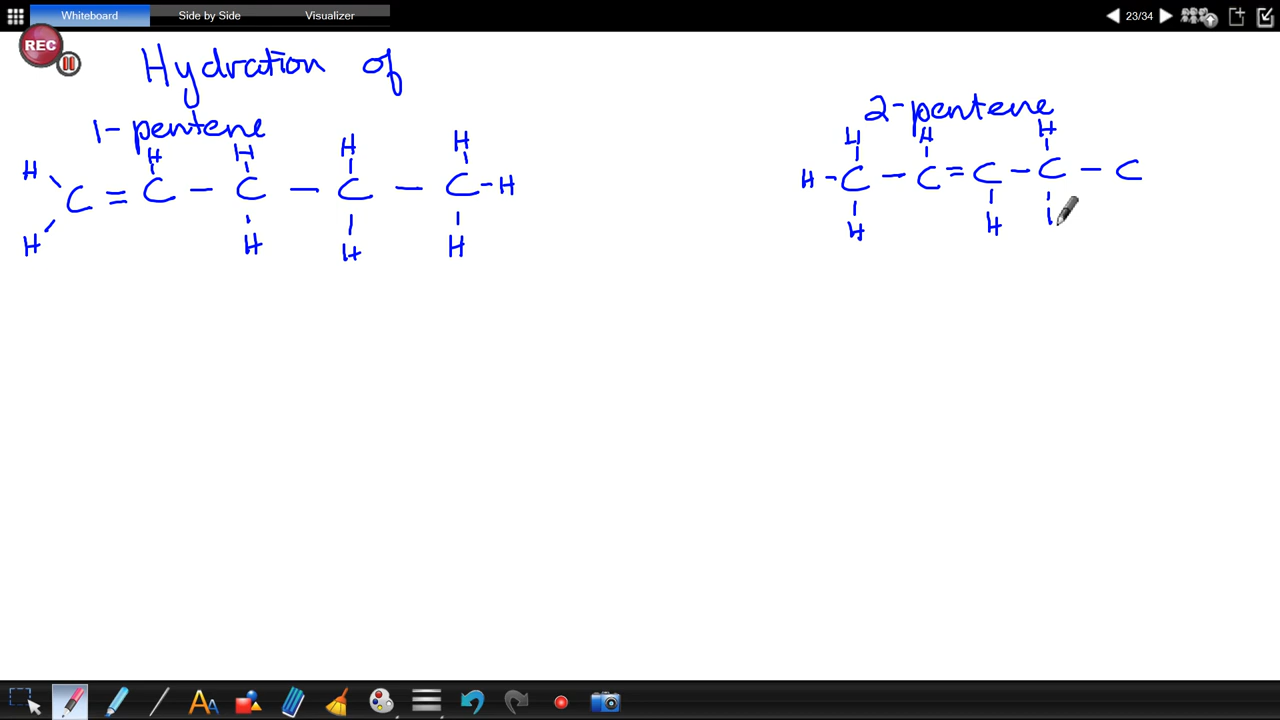 Whiteboard Side by Side Visualizer 23/34
REC
Hydration of
1-pentene
H H H H H
C = C - C - C - C - H
H H H H
2-pentene
H H H
H - C - C = C - C - C
H H